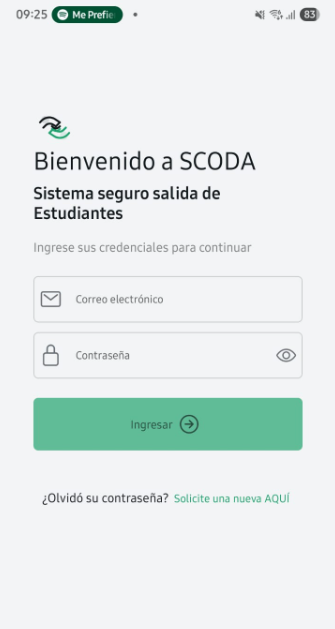 09:25 Me Prefie 83
Bienvenido a SCODA
Sistema seguro salida de
Estudiantes
Ingrese sus credenciales para continuar
Correo electrónico
Contraseña
Ingresar
¿Olvidó su contraseña? Solicite una nueva AQUÍ